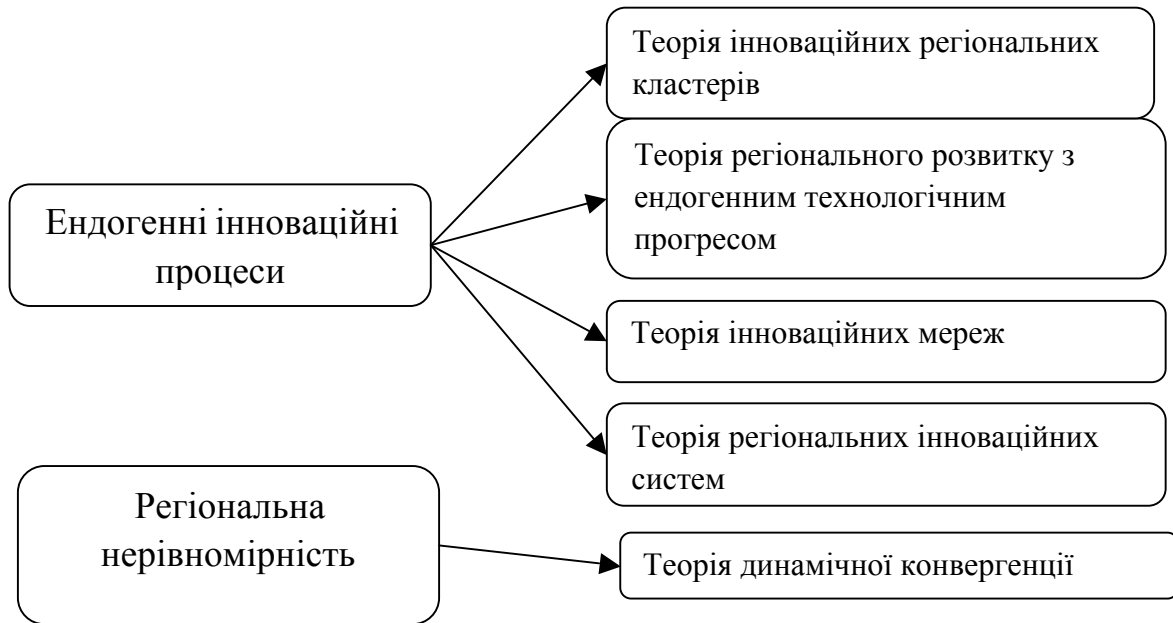 Ендогенні інноваційні
процеси
Теорія інноваційних регіональних
кластерів
Теорія регіонального розвитку з
ендогенним технологічним
прогресом
Теорія інноваційних мереж
Теорія регіональних інноваційних
систем
Регіональна
нерівномірність
Теорія динамічної конвергенції